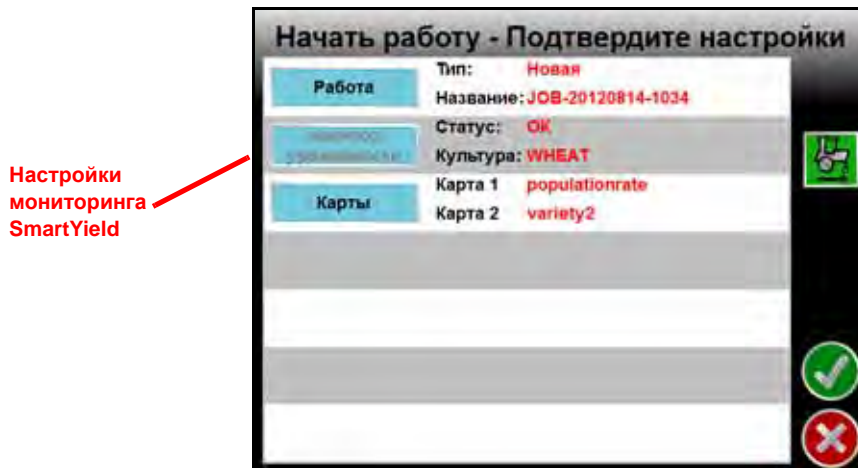 Начать работу - Подтвердите настройки
Работа
Тип: Новая
Название: JOB-20120814-1034
Статус: OK
Культура: WHEAT
Карты
Карта 1 populationrate
Карта 2 variety2
Настройки
мониторинга
SmartYield